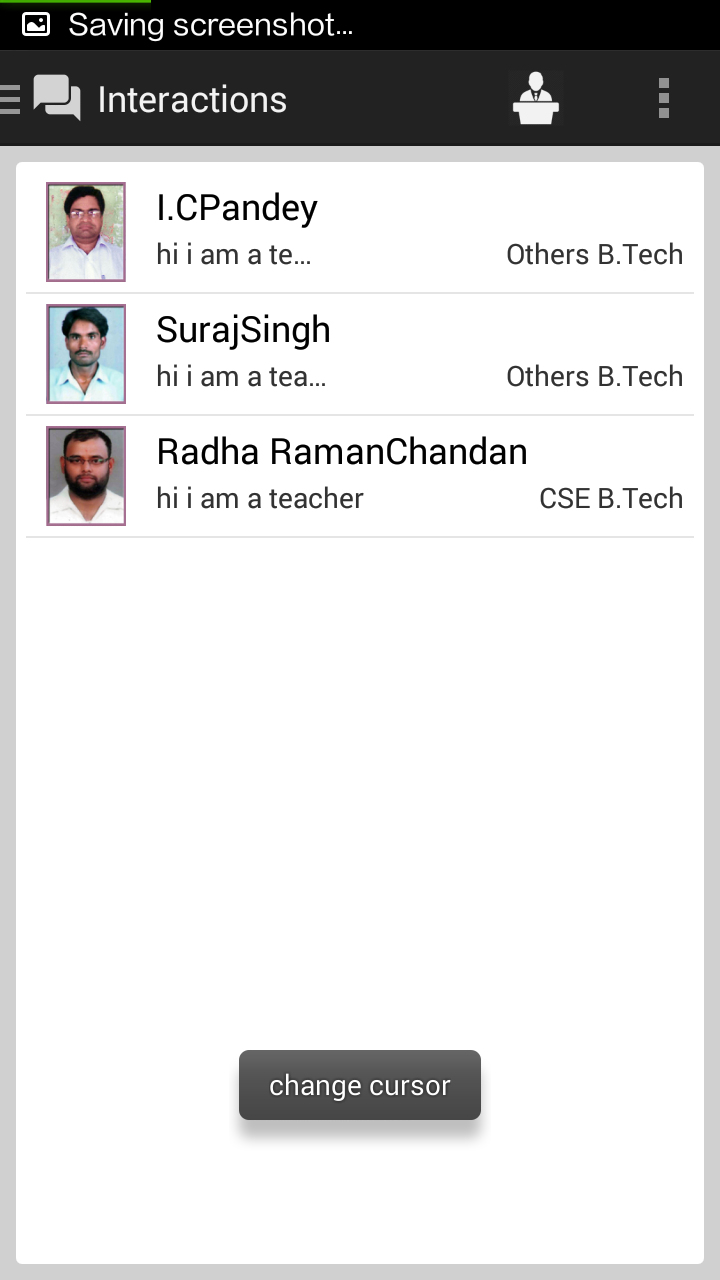 Saving screenshot...
Interactions
I.CPandey
hi i am a te... Others B.Tech
SurajSingh
hi i am a tea... Others B.Tech
Radha RamanChandan
hi i am a teacher CSE B.Tech
change cursor